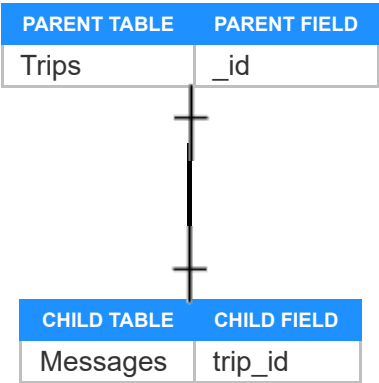 PARENT TABLE PARENT FIELD
Trips _id
CHILD TABLE CHILD FIELD
Messages trip_id